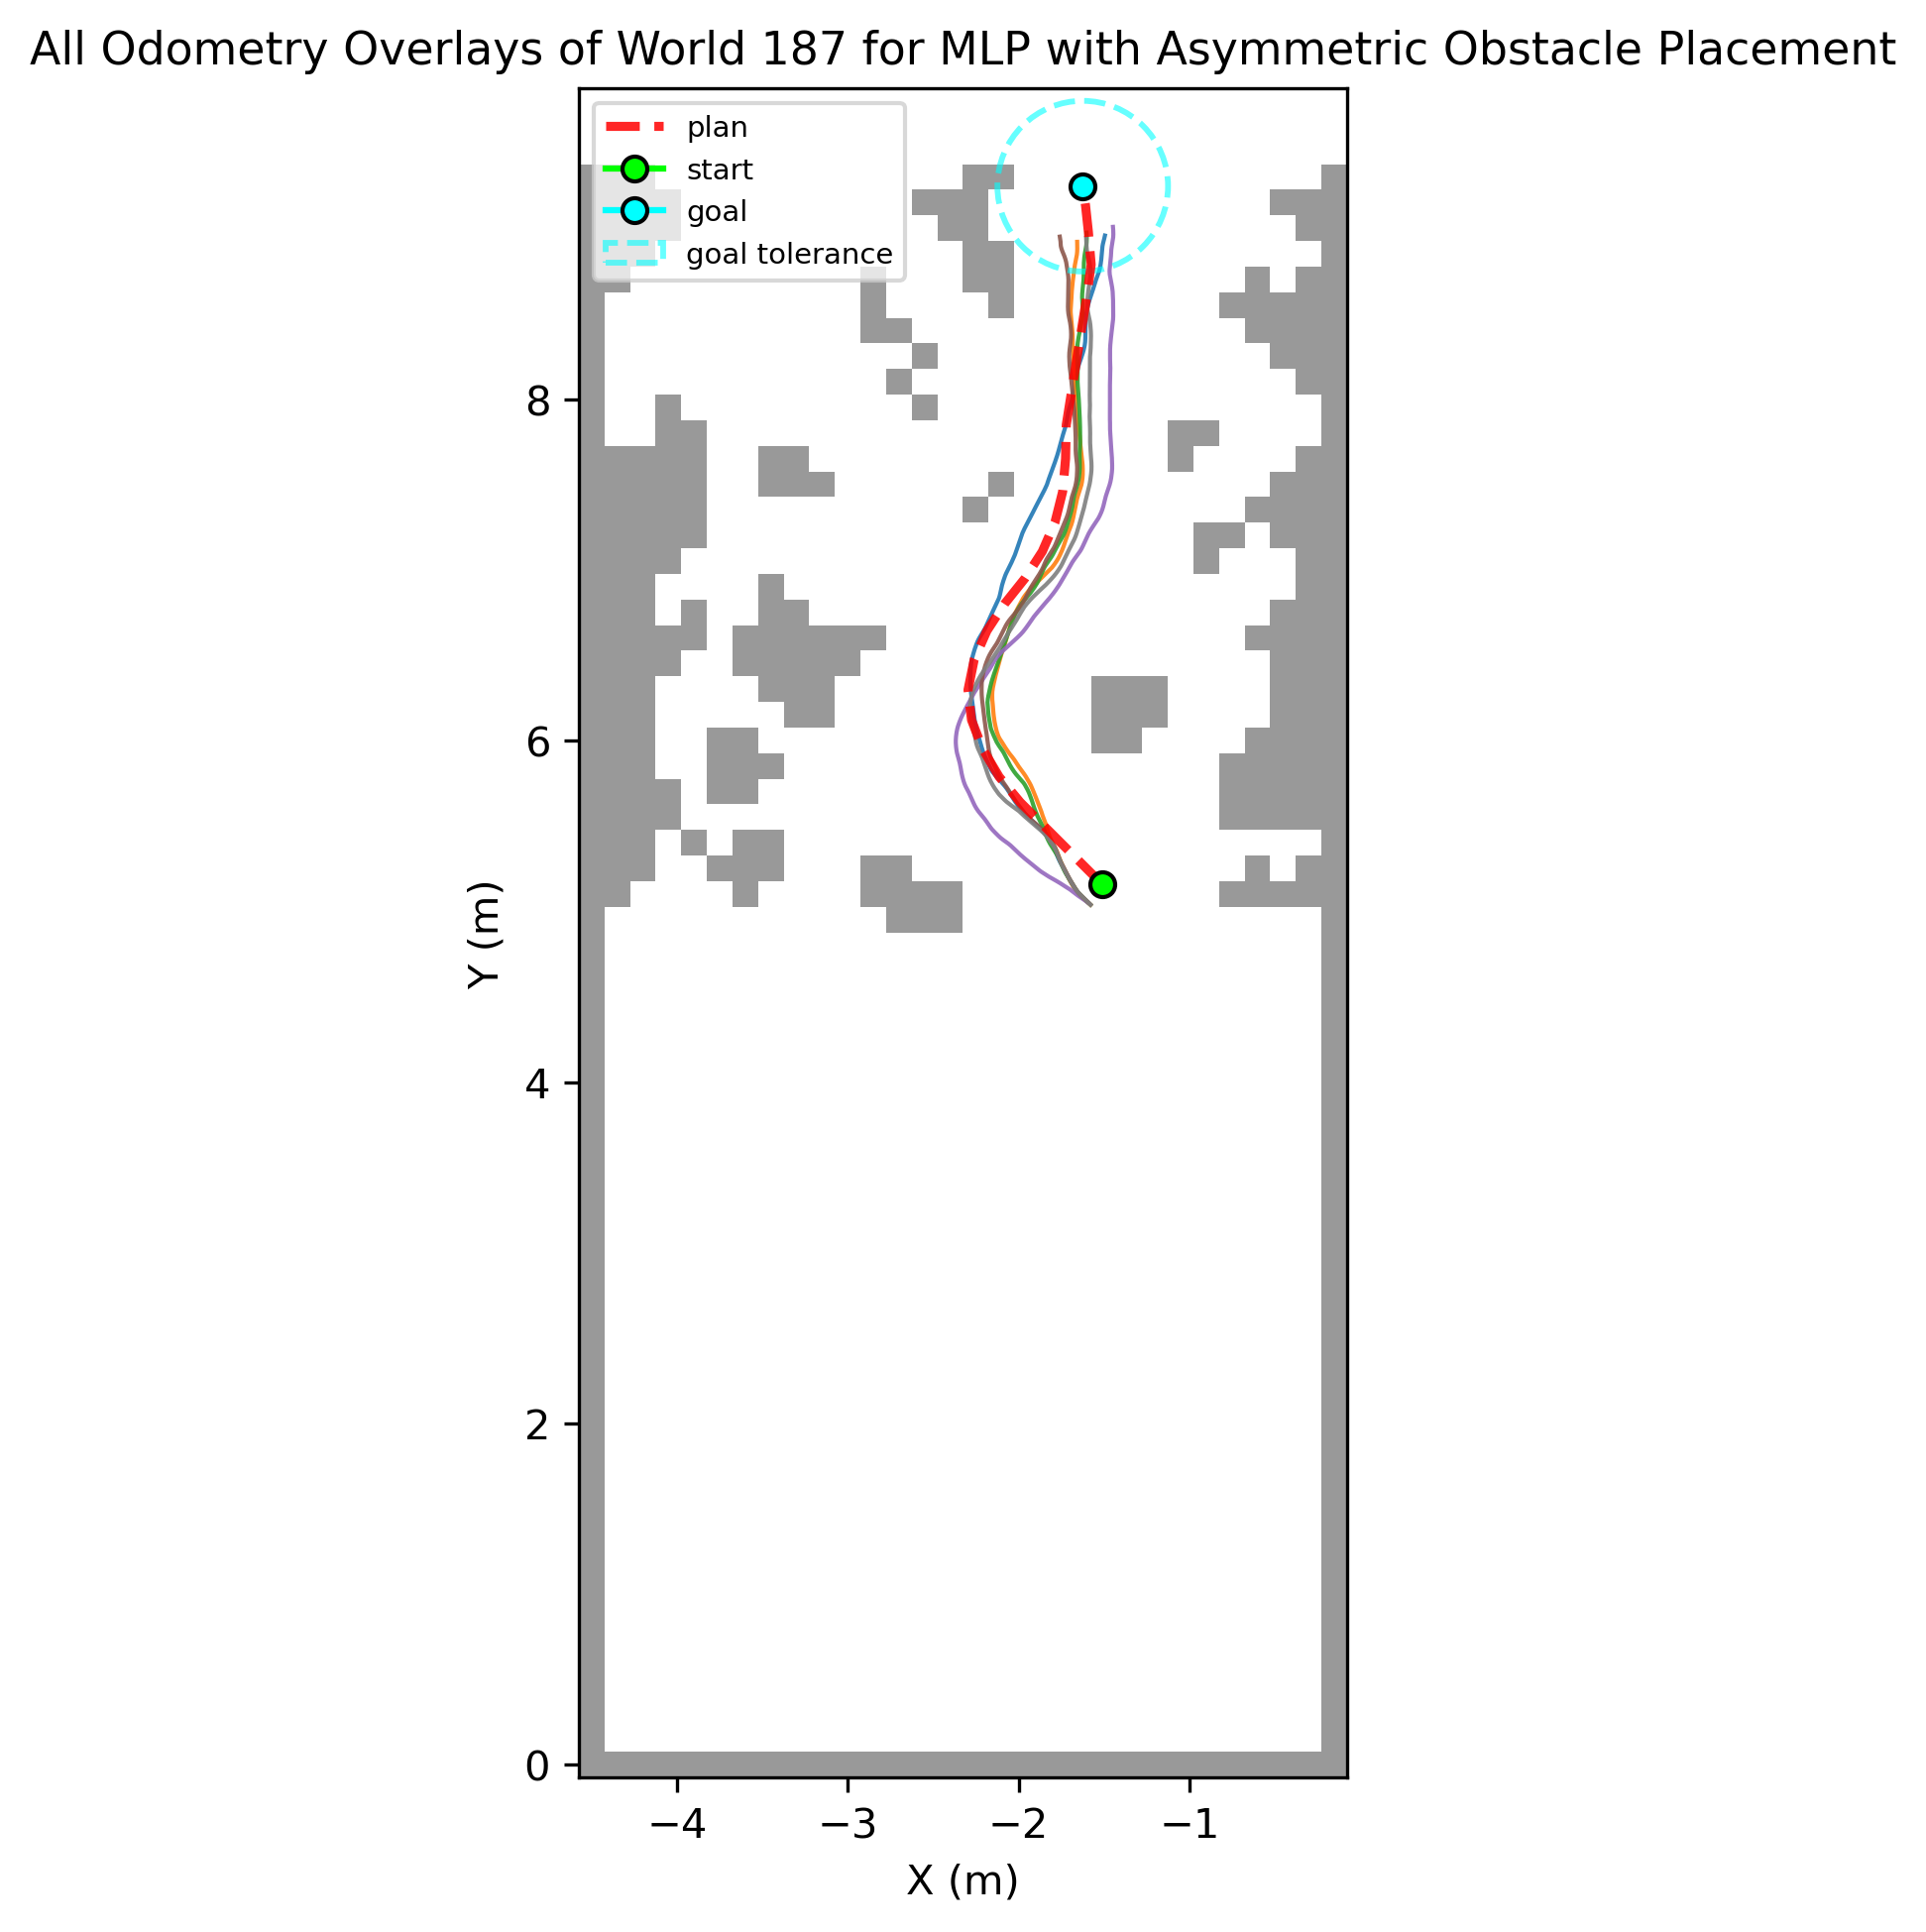 All Odometry Overlays of World 187 for MLP with Asymmetric Obstacle Placement
plan
start
goal
goal tolerance
8
6
4
2
0
Y (m)
−4
−3
−2
−1
X (m)